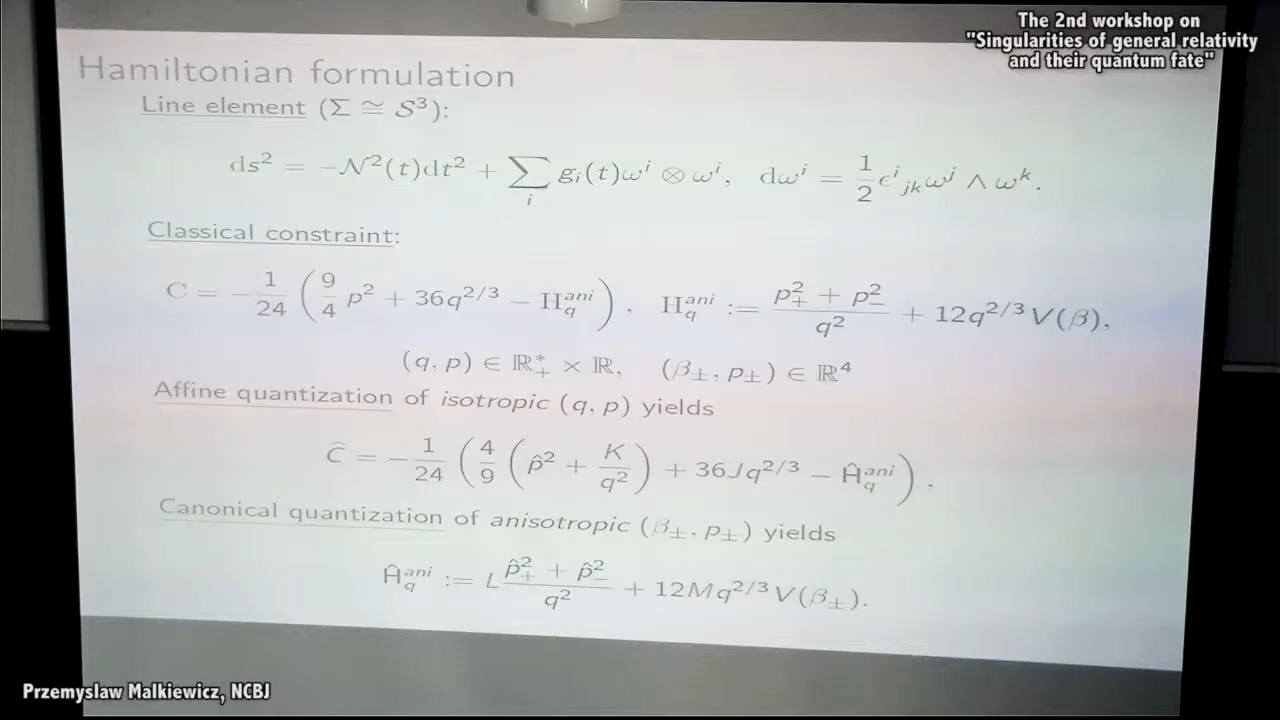 The 2nd workshop on
"Singularities of general relativity
and their quantum fate"
Hamiltonian formulation
Line element (Σ ≅ S³):
ds² = −N²(t)dt² + ∑ᵢ gᵢ(t)ωⁱ ⊗ ωⁱ, dωⁱ = 1/2 ϵⁱⱼₖωʲ ∧ ωᵏ.
Classical constraint:
C = −1/24 (9/4 p² + 36q^{2/3} − H_q^{ani}), H_q^{ani} := (p₊² + p₋²)/q² + 12q^{2/3}V(β),
(q, p) ∈ ℝ₊* × ℝ, (β±, p±) ∈ ℝ⁴
Affine quantization of isotropic (q, p) yields
Ĉ = −1/24 (4/9 (p̂² + K/q²) + 36Jq^{2/3} − Ĥ_q^{ani}).
Canonical quantization of anisotropic (β±, p±) yields
Ĥ_q^{ani} := L (p̂₊² + p̂₋²)/q² + 12Mq^{2/3}V(β±).
Przemyslaw Malkiewicz, NCBJ